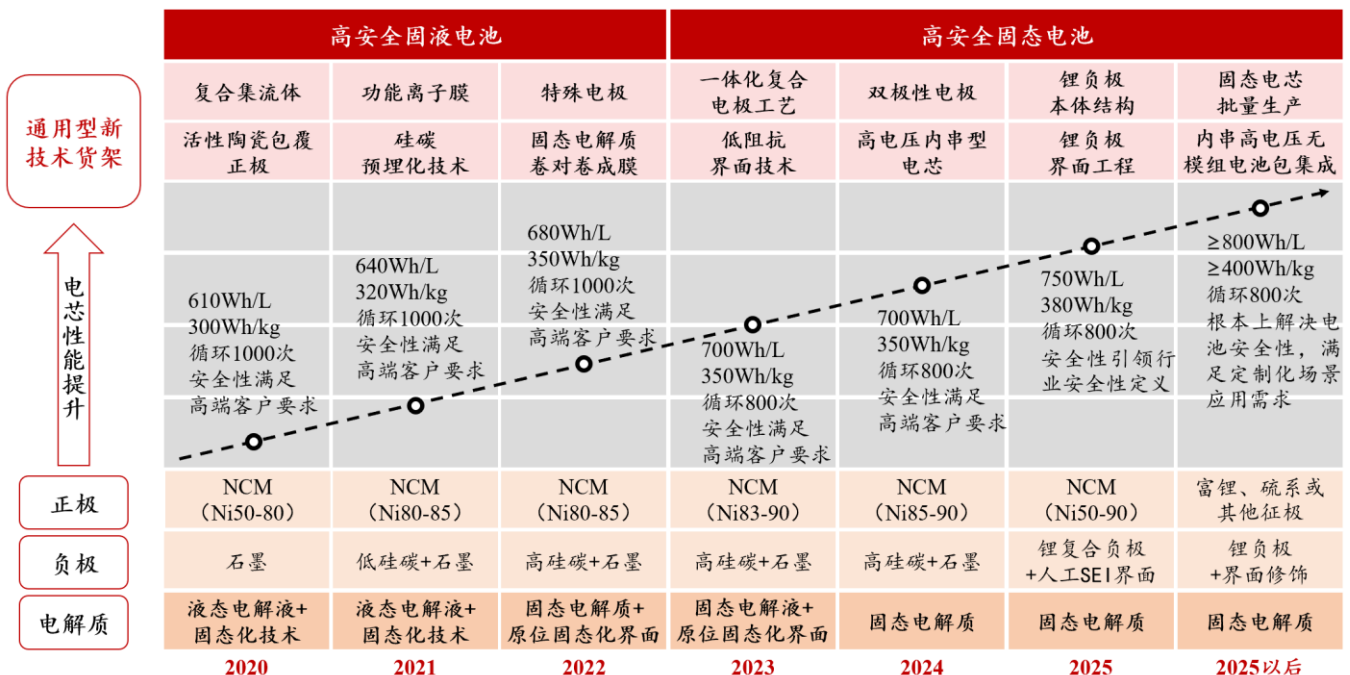 高安全固液电池
高安全固态电池
通用型新
技术货架
复合集流体
功能离子膜
特殊电极
一体化复合
电极工艺
双极性电极
锂负极
本体结构
固态电芯
批量生产
活性陶瓷包覆
正极
硅碳
预埋化技术
固态电解质
卷对卷成膜
低阻抗
界面技术
高电压内串型
电芯
锂负极
界面工程
内串高电压无
模组电池包集成
电芯性能提升
610Wh/L
300Wh/kg
循环1000次
安全性满足
高端客户要求
640Wh/L
320Wh/kg
循环1000次
安全性满足
高端客户要求
680Wh/L
350Wh/kg
循环1000次
安全性满足
高端客户要求
700Wh/L
350Wh/kg
循环800次
安全性满足
高端客户要求
700Wh/L
350Wh/kg
循环800次
安全性满足
高端客户要求
750Wh/L
380Wh/kg
循环800次
安全性引领行
业安全性定义
≥800Wh/L
≥400Wh/kg
循环800次
根本上解决电
池安全性，满
足定制化场景
应用需求
正极
NCM
（Ni50-80）
NCM
（Ni80-85）
NCM
（Ni80-85）
NCM
（Ni83-90）
NCM
（Ni85-90）
NCM
（Ni50-90）
富锂、硫系或
其他征极
负极
石墨
低硅碳+石墨
高硅碳+石墨
高硅碳+石墨
高硅碳+石墨
锂复合负极
+人工SEI界面
锂负极
+界面修饰
电解质
液态电解液+
固态化技术
液态电解液+
固态化技术
固态电解质+
原位固态化界面
固态电解液+
原位固态化界面
固态电解质
固态电解质
固态电解质
2020
2021
2022
2023
2024
2025
2025以后